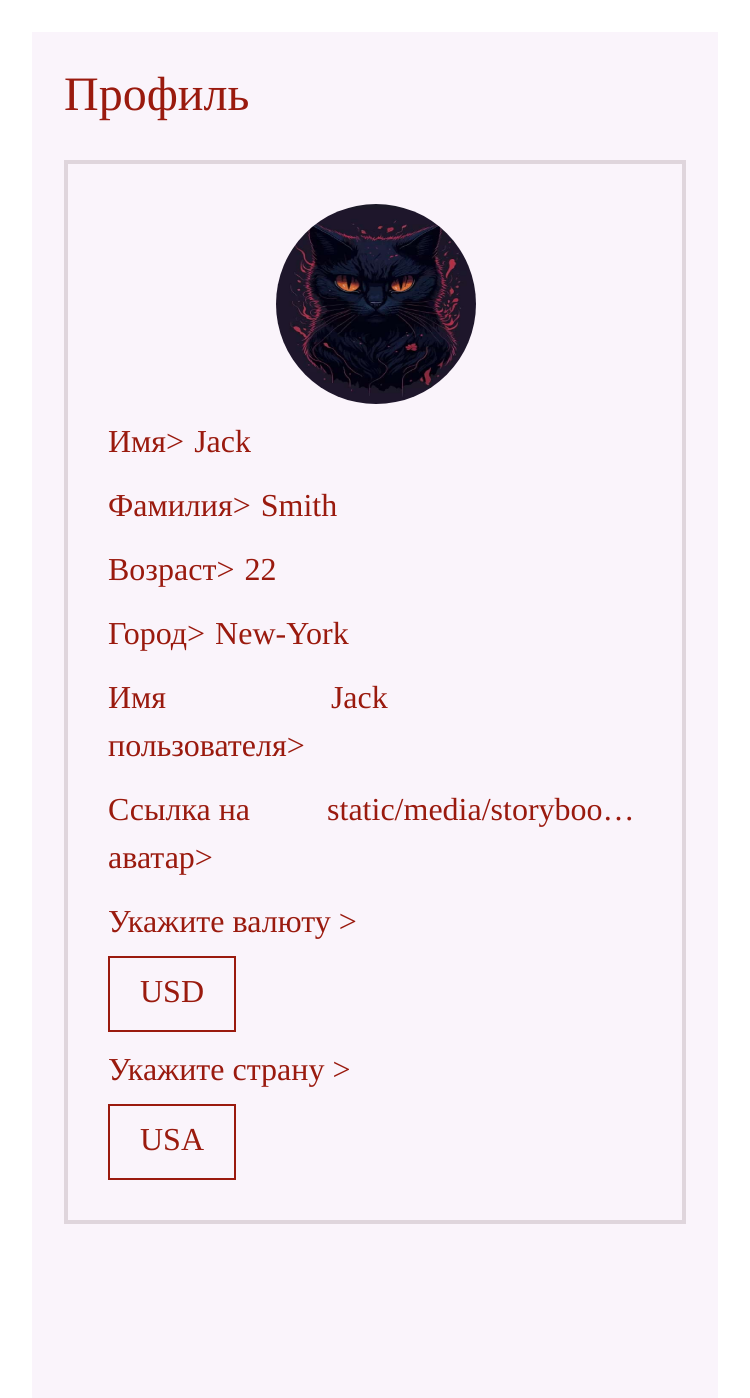 Профиль
Имя> Jack
Фамилия> Smith
Возраст> 22
Город> New-York
Имя пользователя> Jack
Ссылка на аватар> static/media/storyboo…
Укажите валюту >
USD
Укажите страну >
USA